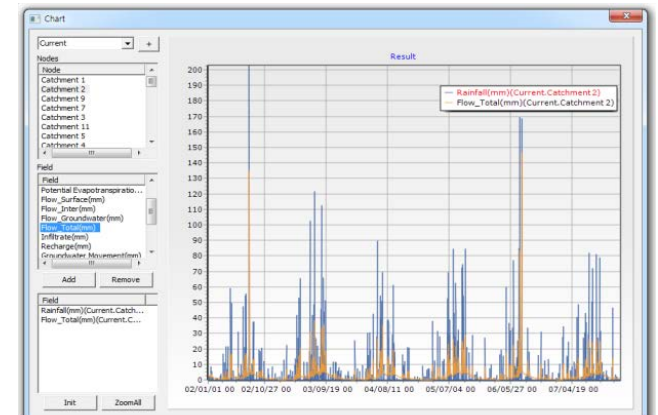 Chart
Current
+
Nodes
Node
Catchment 1
Catchment 2
Catchment 9
Catchment 7
Catchment 3
Catchment 11
Catchment 5
Catchment 4
Field
Field
Potential Evapotranspiratio...
Flow_Surface(mm)
Flow_Inter(mm)
Flow_Groundwater(mm)
Flow_Total(mm)
Infiltrate(mm)
Recharge(mm)
Groundwater Movement(mm)
Add Remove
Field
Rainfall(mm)(Current.Catch...
Flow_Total(mm)(Current.C...
Init ZoomAll
Result
Rainfall(mm)(Current.Catchment 2)
Flow_Total(mm)(Current.Catchment 2)
200
190
180
170
160
150
140
130
120
110
100
90
80
70
60
50
40
30
20
10
0
02/01/01 00 02/10/27 00 03/09/19 00 04/08/11 00 05/07/04 00 06/05/27 00 07/04/19 00